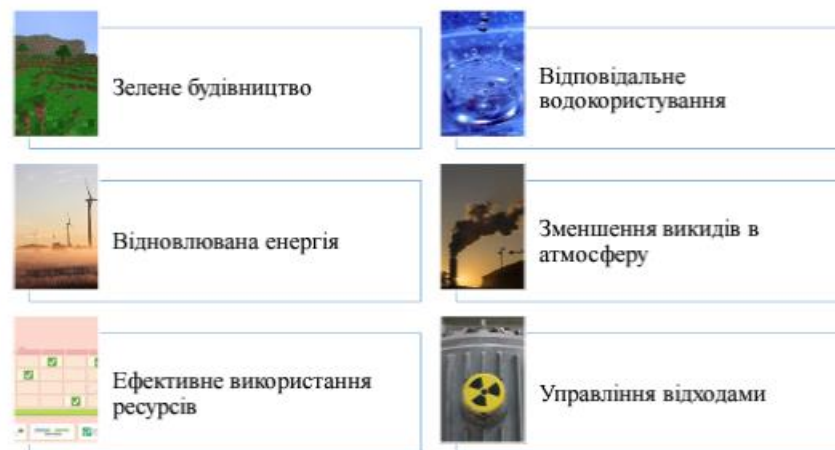 Зелене будівництво
Відповідальне
водокористування
Відновлювана енергія
Зменшення викидів в
атмосферу
Ефективне використання
ресурсів
Управління відходами